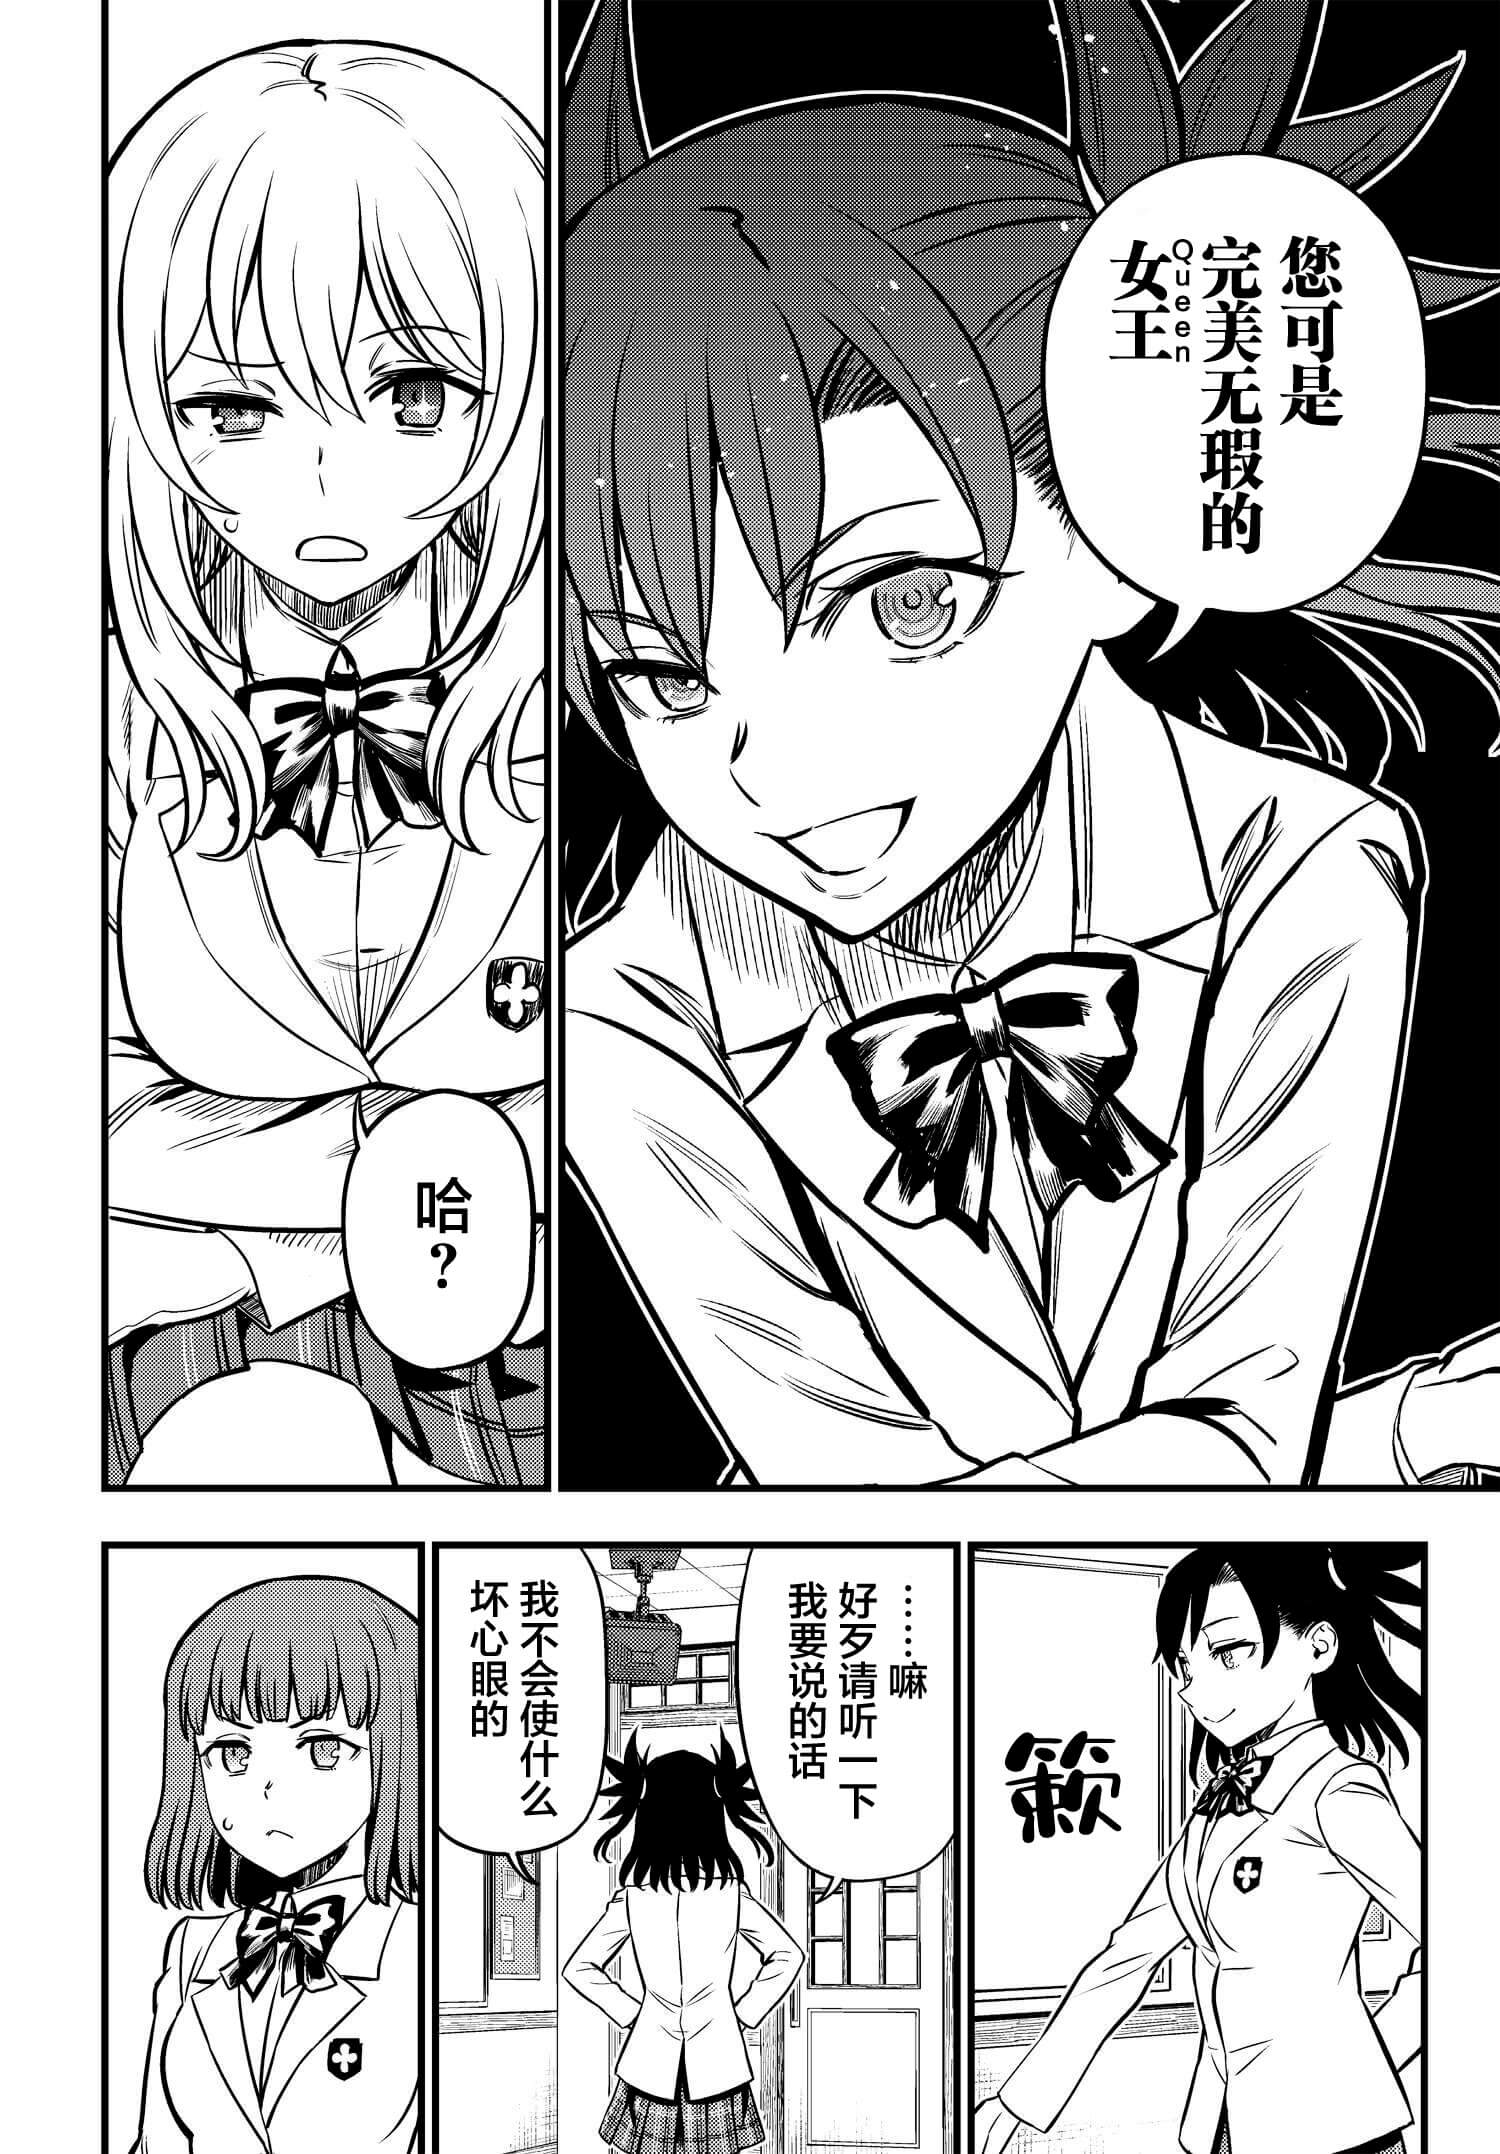 您可是
完美无瑕的
Queen
女王
哈？
籁
……嘛
好歹请听一下
我要说的话
我不会使什么
坏心眼的